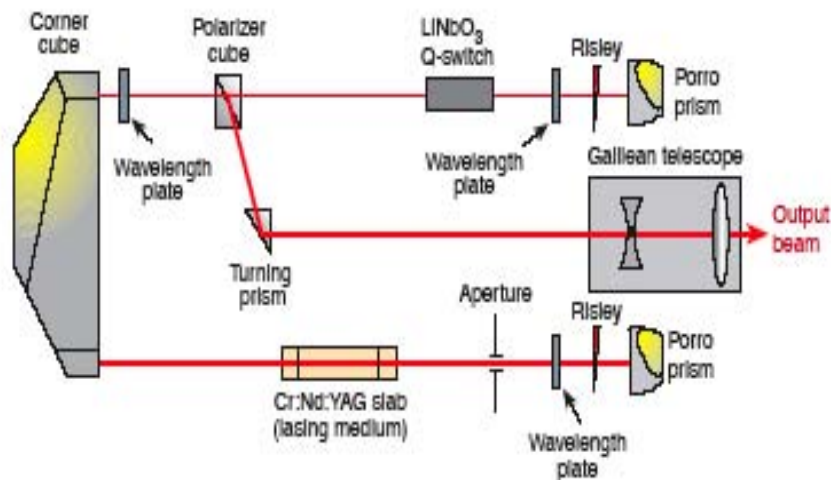 Corner
cube
Polarizer
cube
LiNbO3
Q-switch
Risley
Porro
prism
Wavelength
plate
Wavelength
plate
Galilean telescope
Output
beam
Turning
prism
Aperture
Risley
Porro
prism
Cr:Nd:YAG slab
(lasing medium)
Wavelength
plate